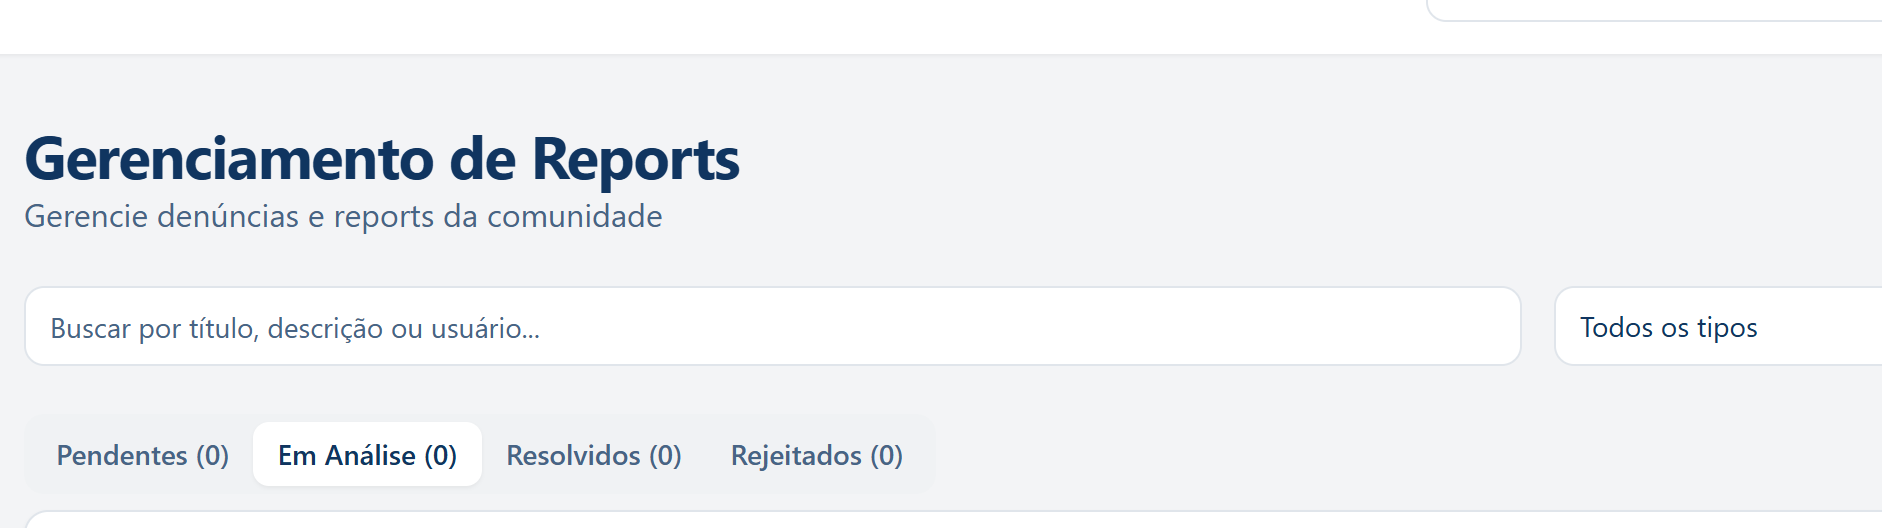 Gerenciamento de Reports
Gerencie denúncias e reports da comunidade
Buscar por título, descrição ou usuário...
Todos os tipos
Pendentes (0)
Em Análise (0)
Resolvidos (0)
Rejeitados (0)